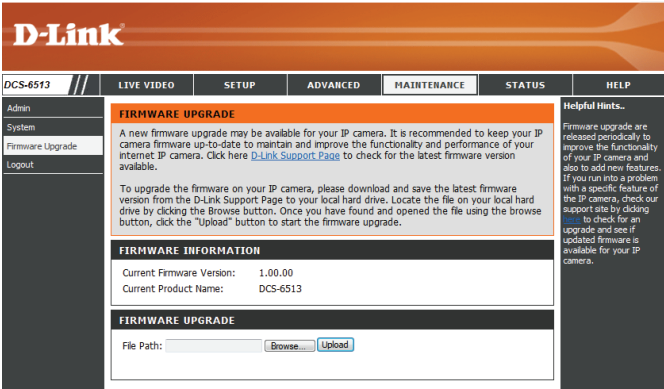 D-Link
DCS-6513
LIVE VIDEO
SETUP
ADVANCED
MAINTENANCE
STATUS
HELP
Admin
System
Firmware Upgrade
Logout
FIRMWARE UPGRADE
A new firmware upgrade may be available for your IP camera. It is recommended to keep your IP
camera firmware up-to-date to maintain and improve the functionality and performance of your
internet IP camera. Click here D-Link Support Page to check for the latest firmware version
available.
To upgrade the firmware on your IP camera, please download and save the latest firmware
version from the D-Link Support Page to your local hard drive. Locate the file on your local hard
drive by clicking the Browse button. Once you have found and opened the file using the browse
button, click the "Upload" button to start the firmware upgrade.
FIRMWARE INFORMATION
Current Firmware Version: 1.00.00
Current Product Name: DCS-6513
FIRMWARE UPGRADE
File Path: Browse... Upload
Helpful Hints..
Firmware upgrade are
released periodically to
improve the functionality
of your IP camera and
also to add new features.
If you run into a problem
with a specific feature of
the IP camera, check our
support site by clicking
here to check for an
upgrade and see if
updated firmware is
available for your IP
camera.